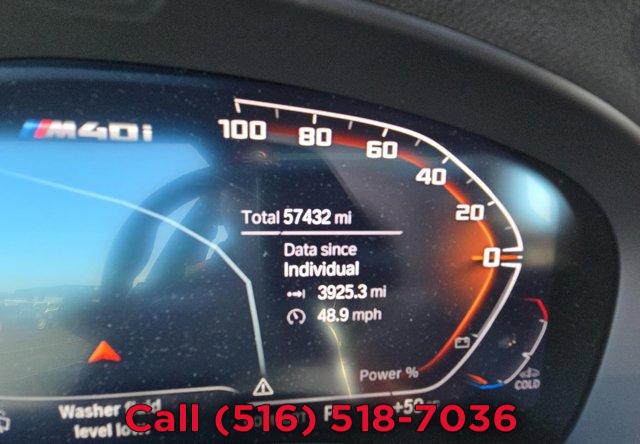 M40i
100 80 60 40 20 0
Total 57432 mi
Data since
Individual
3925.3 mi
48.9 mph
Power %
COLD
Washer fluid
level low
+50
Call (516) 518-7036